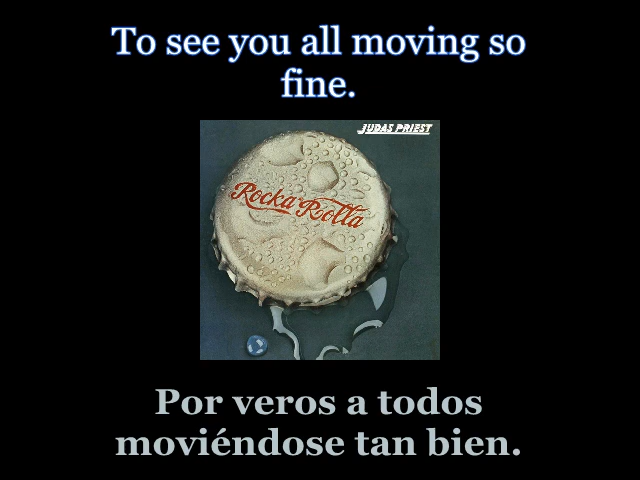 To see you all moving so
fine.
JUDAS PRIEST
Rocka Rolla
Por veros a todos
moviéndose tan bien.